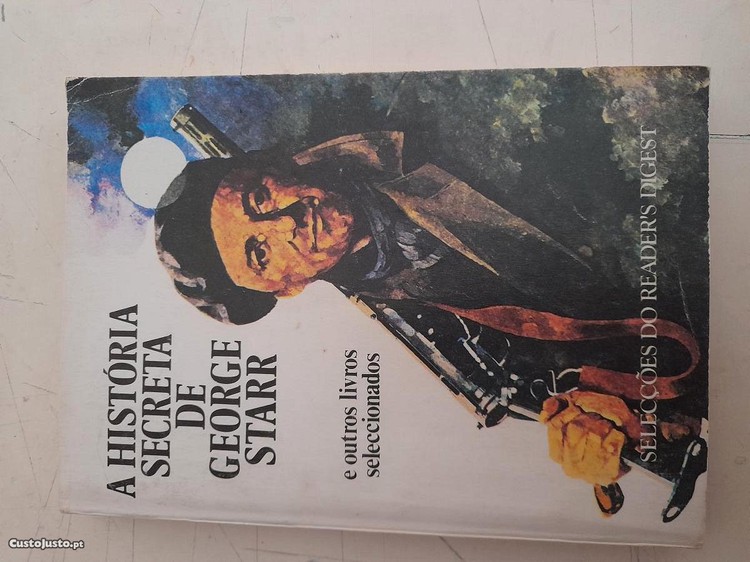 A HISTÓRIA
SECRETA
DE
GEORGE
STARR
e outros livros
seleccionados
SELECÇÕES DO READER'S DIGEST
CustoJusto.pt